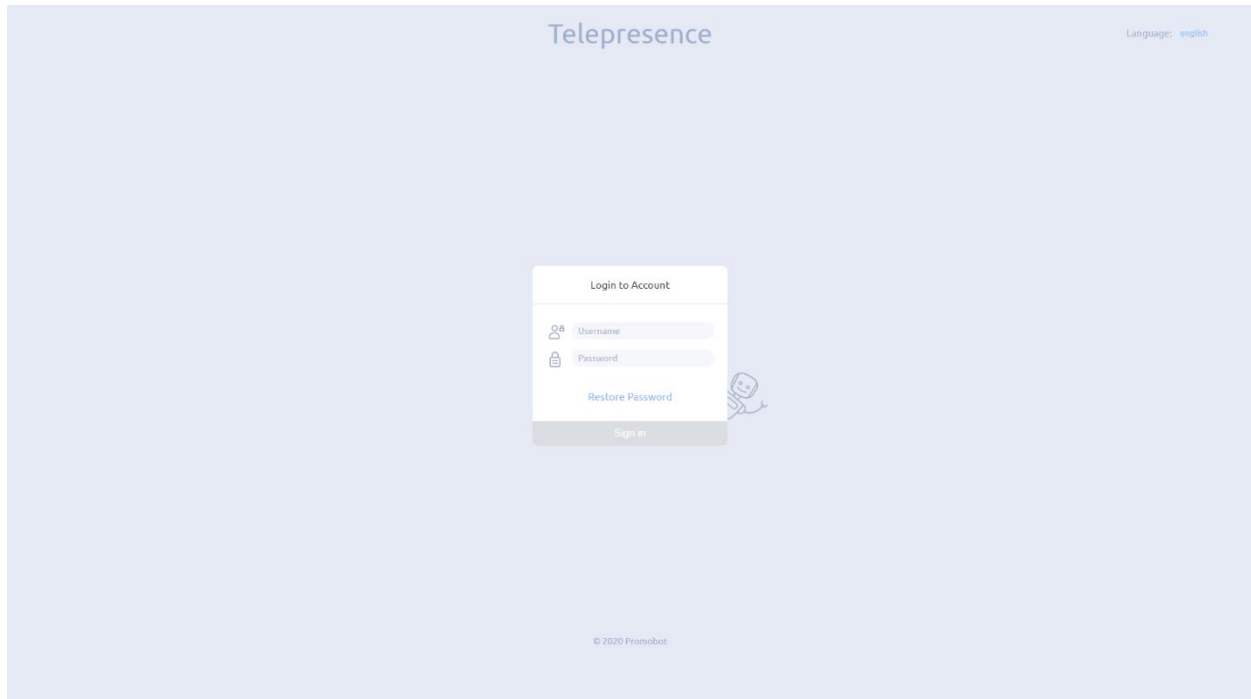 Telepresence
Language: english
Login to Account
Username
Password
Restore Password
Sign in
© 2020 Promobot